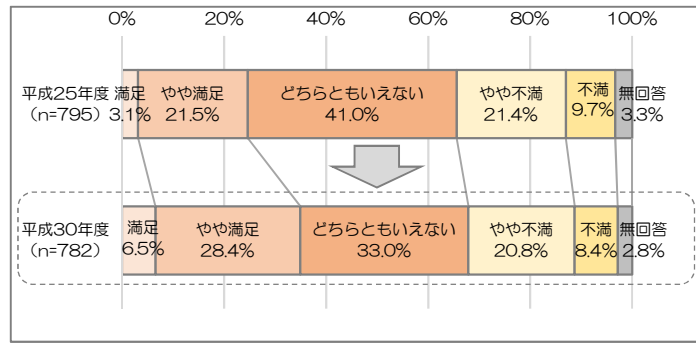 0% 20% 40% 60% 80% 100%
平成25年度 満足 やや満足 どちらともいえない やや不満 不満 無回答
(n=795) 3.1% 21.5% 41.0% 21.4% 9.7% 3.3%
平成30年度 満足 やや満足 どちらともいえない やや不満 不満 無回答
(n=782) 6.5% 28.4% 33.0% 20.8% 8.4% 2.8%